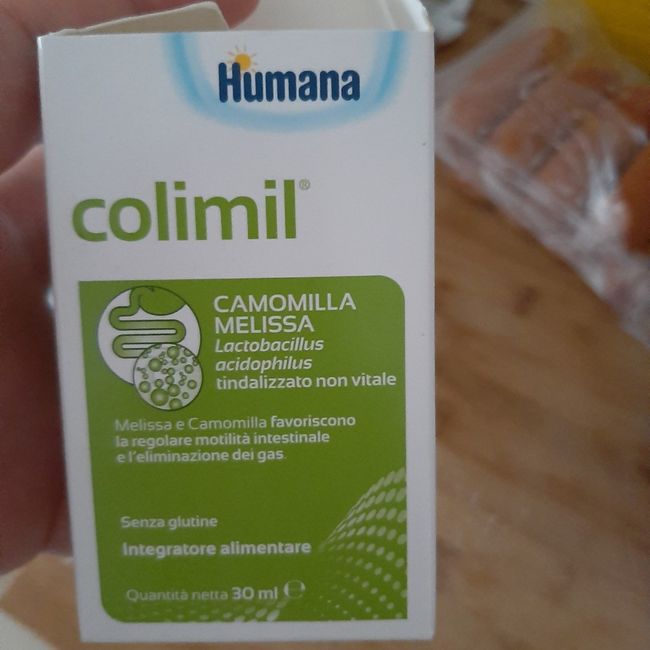 Humana
colimil®
CAMOMILLA
MELISSA
Lactobacillus
acidophilus
tindalizzato non vitale
Melissa e Camomilla favoriscono
la regolare motilità intestinale
e l'eliminazione dei gas.
Senza glutine
Integratore alimentare
Quantità netta 30 ml ℮